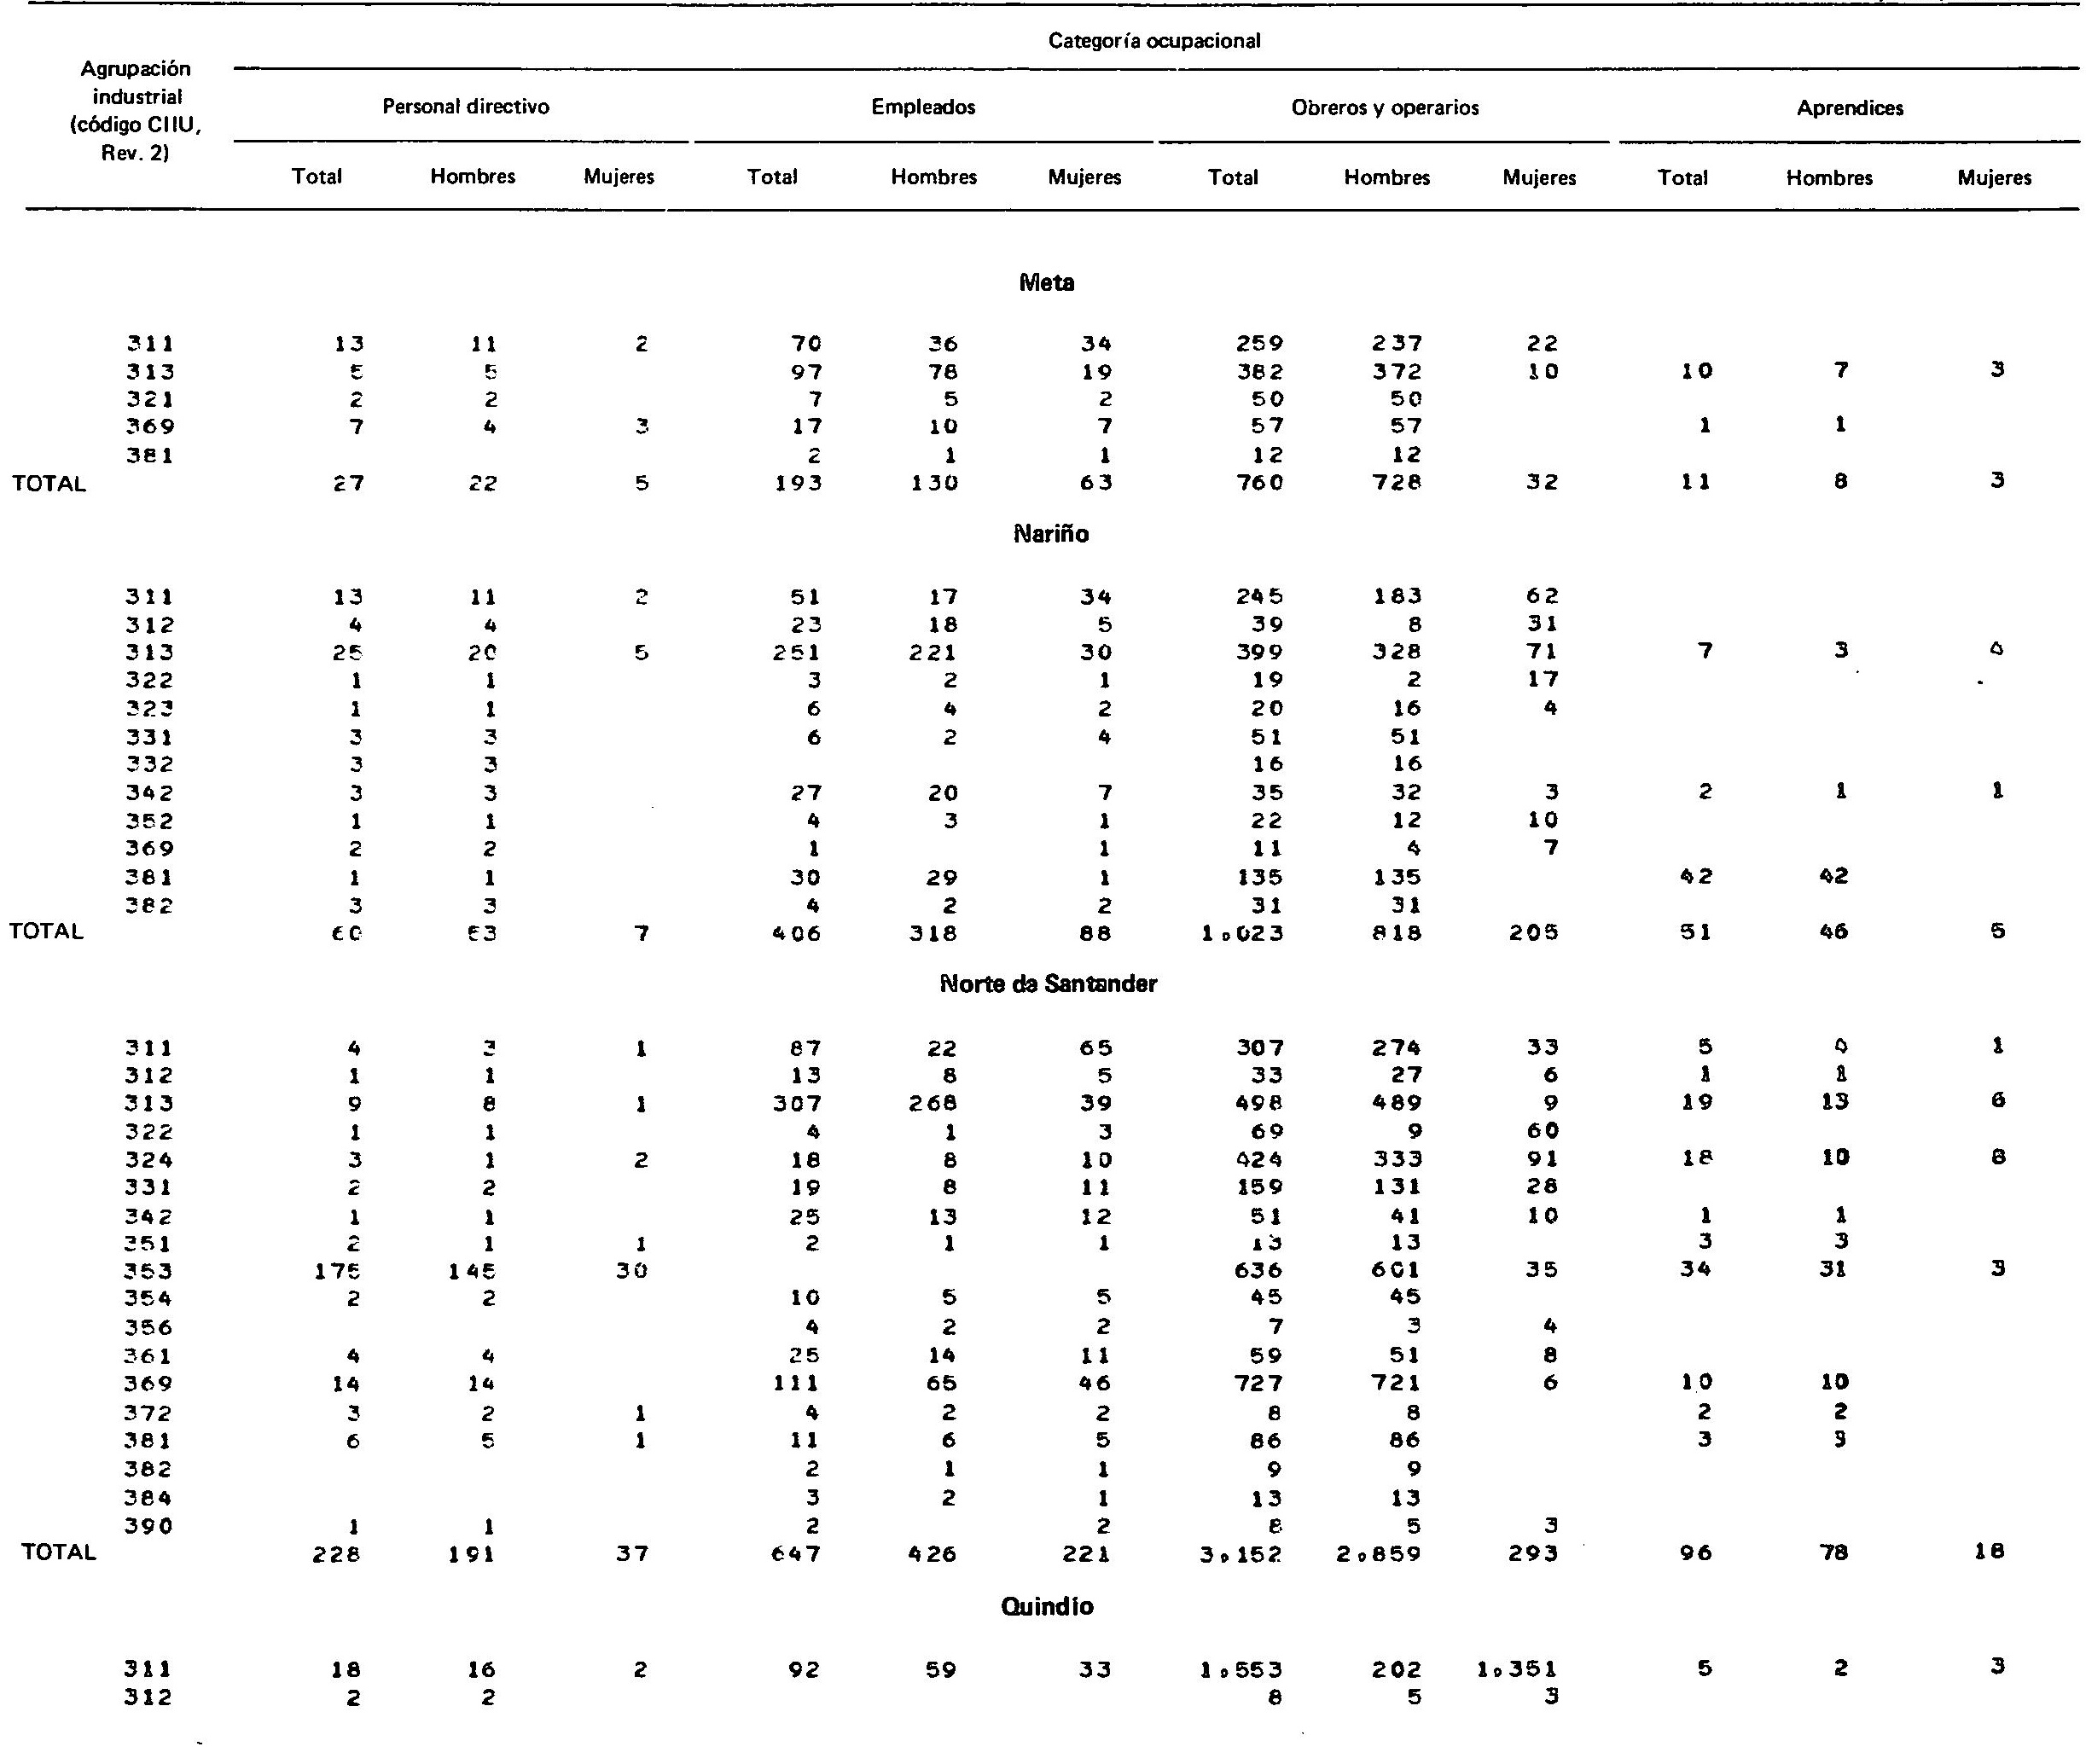 Categoría ocupacional
Agrupación industrial (código CIIU, Rev. 2)
Personal directivo Empleados Obreros y operarios Aprendices
Total Hombres Mujeres Total Hombres Mujeres Total Hombres Mujeres Total Hombres Mujeres
Meta
311 13 11 2 70 36 34 259 237 22
313 5 5 97 78 19 382 372 10 10 7 3
321 2 2 7 5 2 50 50
369 7 4 3 17 10 7 57 57 1 1
381 2 1 1 12 12
TOTAL 27 22 5 193 130 63 760 728 32 11 8 3
Nariño
311 13 11 2 51 17 34 245 183 62
312 4 4 23 18 5 39 8 31
313 25 20 5 251 221 30 399 328 71 7 3 4
322 1 1 3 2 1 19 2 17
323 1 1 6 4 2 20 16 4
331 3 3 6 2 4 51 51
332 3 3 16 16
342 3 3 27 20 7 35 32 3 2 1 1
352 1 1 4 3 1 22 12 10
369 2 2 1 1 11 4 7
381 1 1 30 29 1 135 135 42 42
382 3 3 4 2 2 31 31
TOTAL 60 53 7 406 318 88 1.023 818 205 51 46 5
Norte de Santander
311 4 3 1 87 22 65 307 274 33 5 4 1
312 1 1 13 8 5 33 27 6 1 1
313 9 8 1 307 268 39 498 489 9 19 13 6
322 1 1 4 1 3 69 9 60
324 3 1 2 18 8 10 424 333 91 18 10 8
331 2 2 19 8 11 159 131 28
342 1 1 25 13 12 51 41 10 1 1
351 2 1 1 2 1 1 13 13 3 3
353 175 145 30 636 601 35 34 31 3
354 2 2 10 5 5 45 45
356 4 2 2 7 3 4
361 4 4 25 14 11 59 51 8
369 14 14 111 65 46 727 721 6 10 10
372 3 2 1 4 2 2 8 8 2 2
381 6 5 1 11 6 5 86 86 3 3
382 2 1 1 9 9
384 3 2 1 13 13
390 1 1 2 2 8 5 3
TOTAL 228 191 37 647 426 221 3.152 2.859 293 96 78 18
Quindío
311 18 16 2 92 59 33 1.553 202 1.351 5 2 3
312 2 2 8 5 3